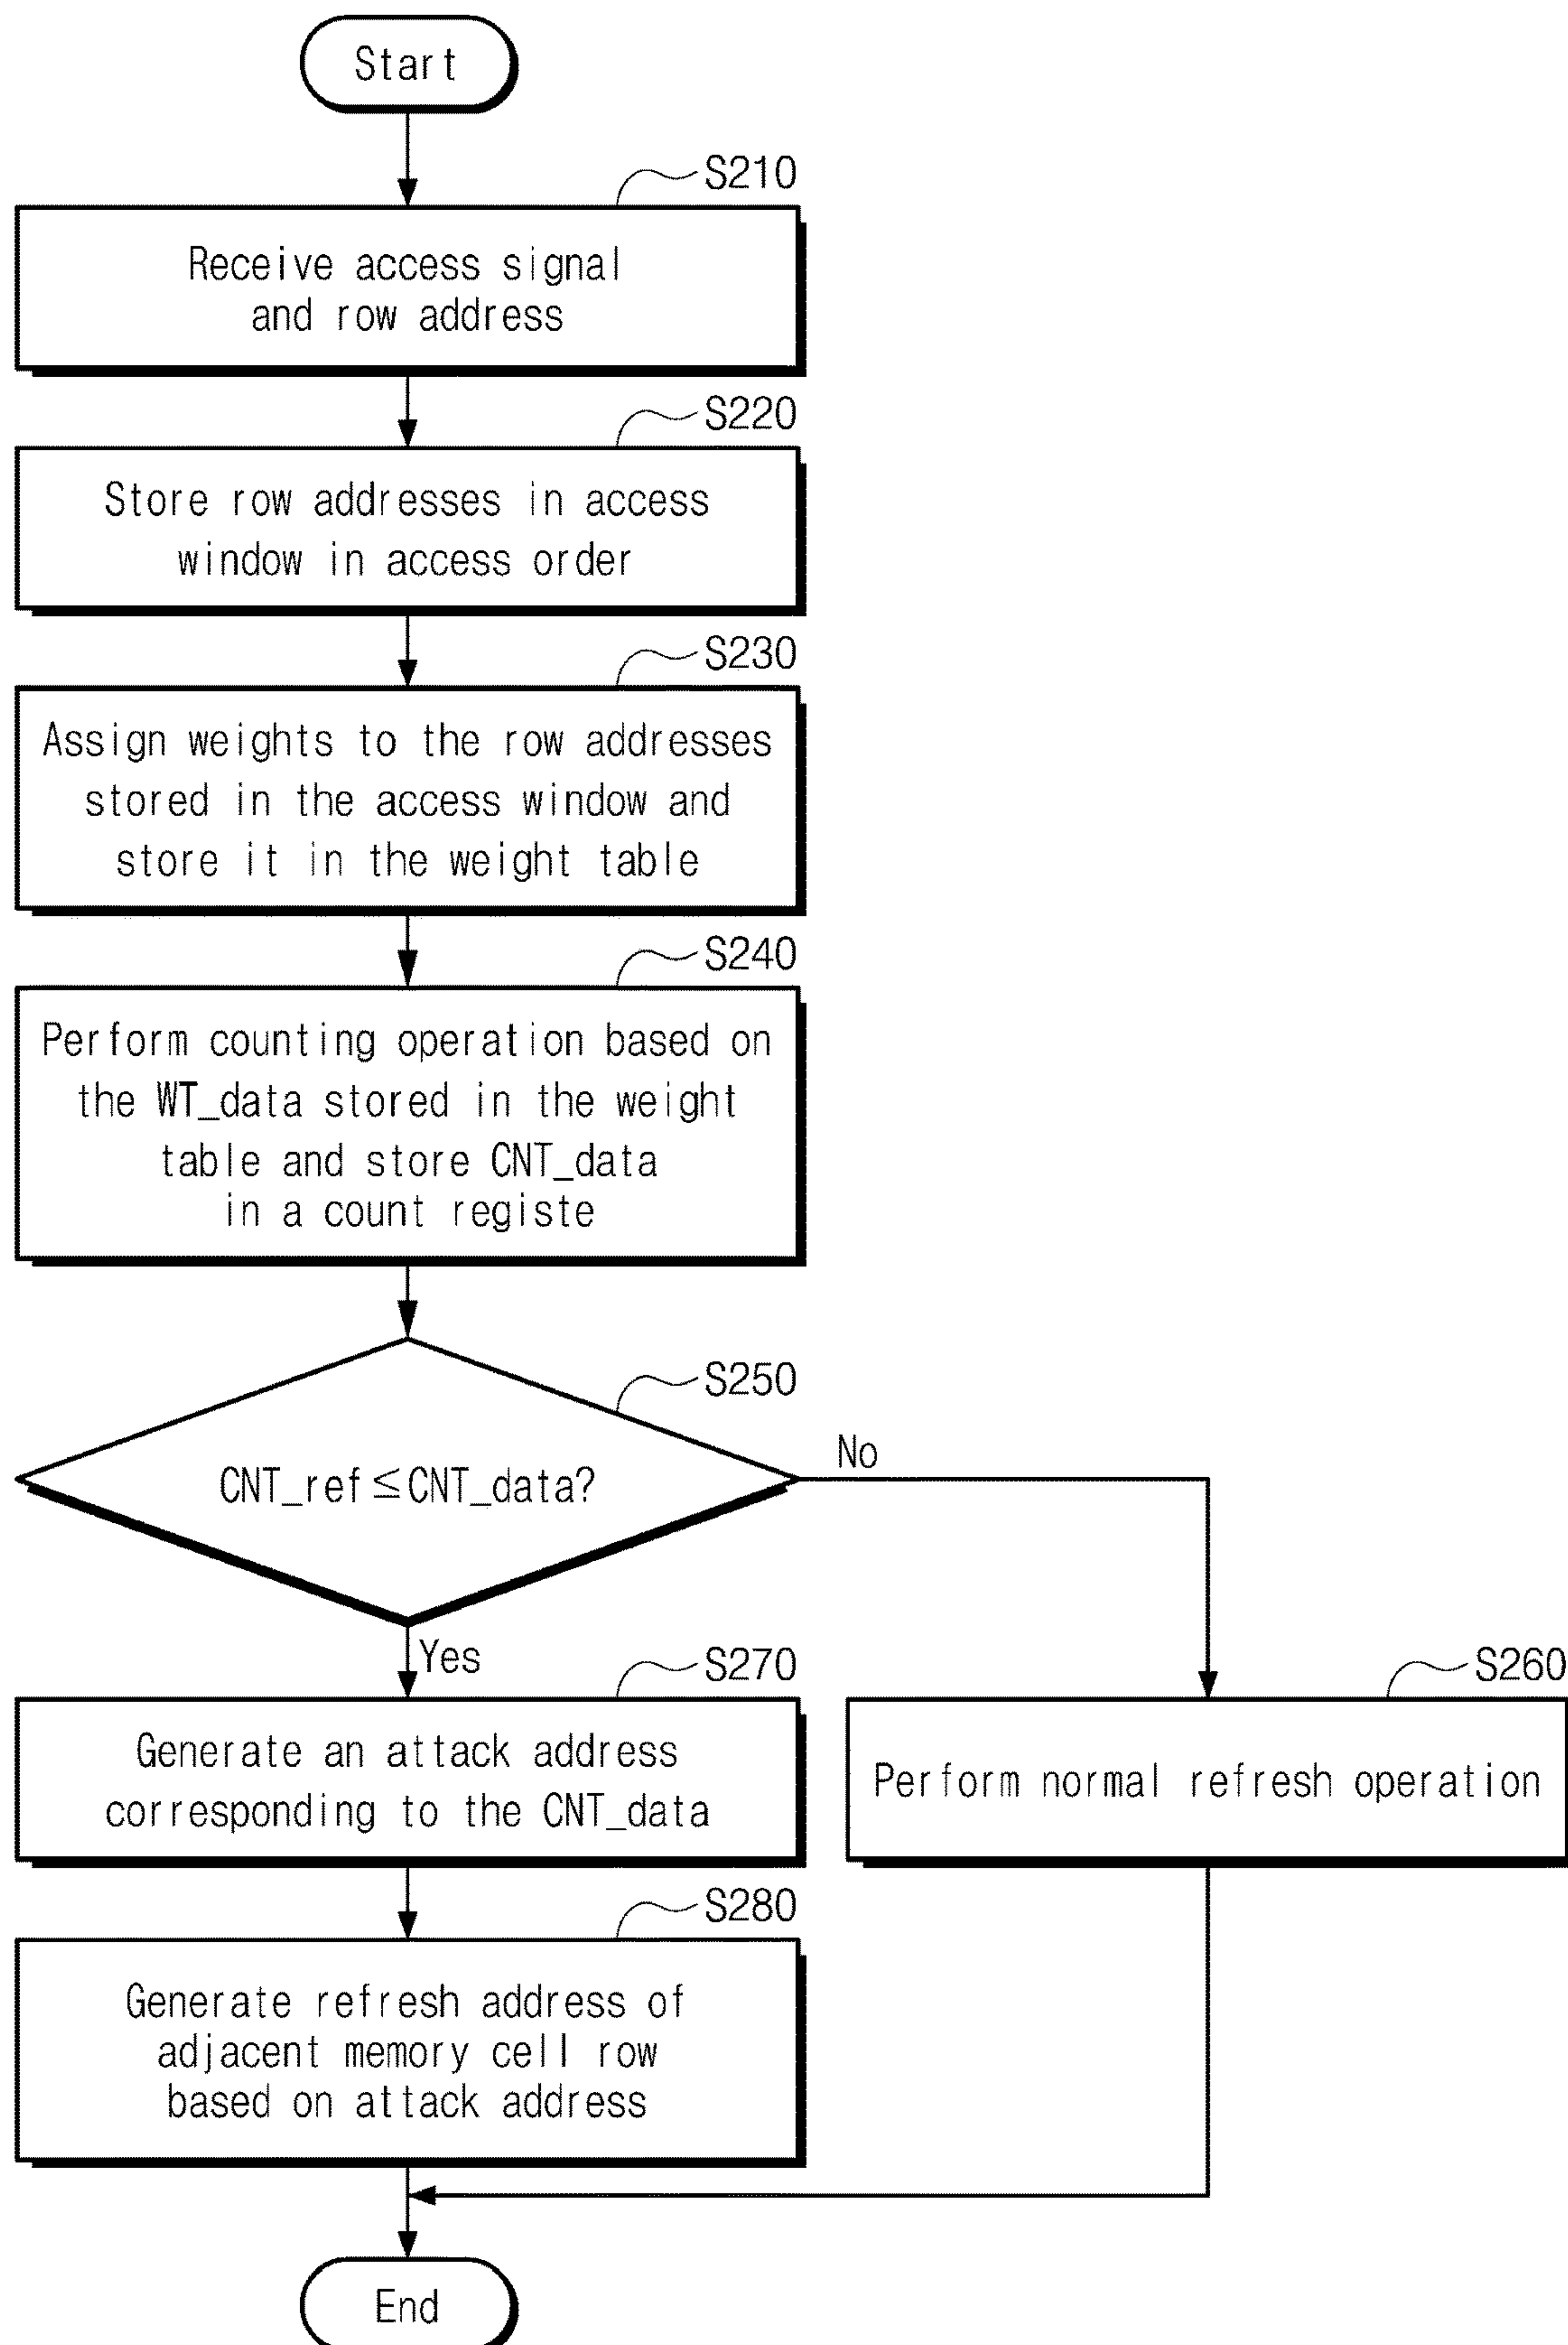 Start
S210
Receive access signal
and row address
S220
Store row addresses in access
window in access order
S230
Assign weights to the row addresses
stored in the access window and
store it in the weight table
S240
Perform counting operation based on
the WT_data stored in the weight
table and store CNT_data
in a count registe
S250
CNT_ref≤CNT_data?
No
Yes
S270
Generate an attack address
corresponding to the CNT_data
S260
Perform normal refresh operation
S280
Generate refresh address of
adjacent memory cell row
based on attack address
End